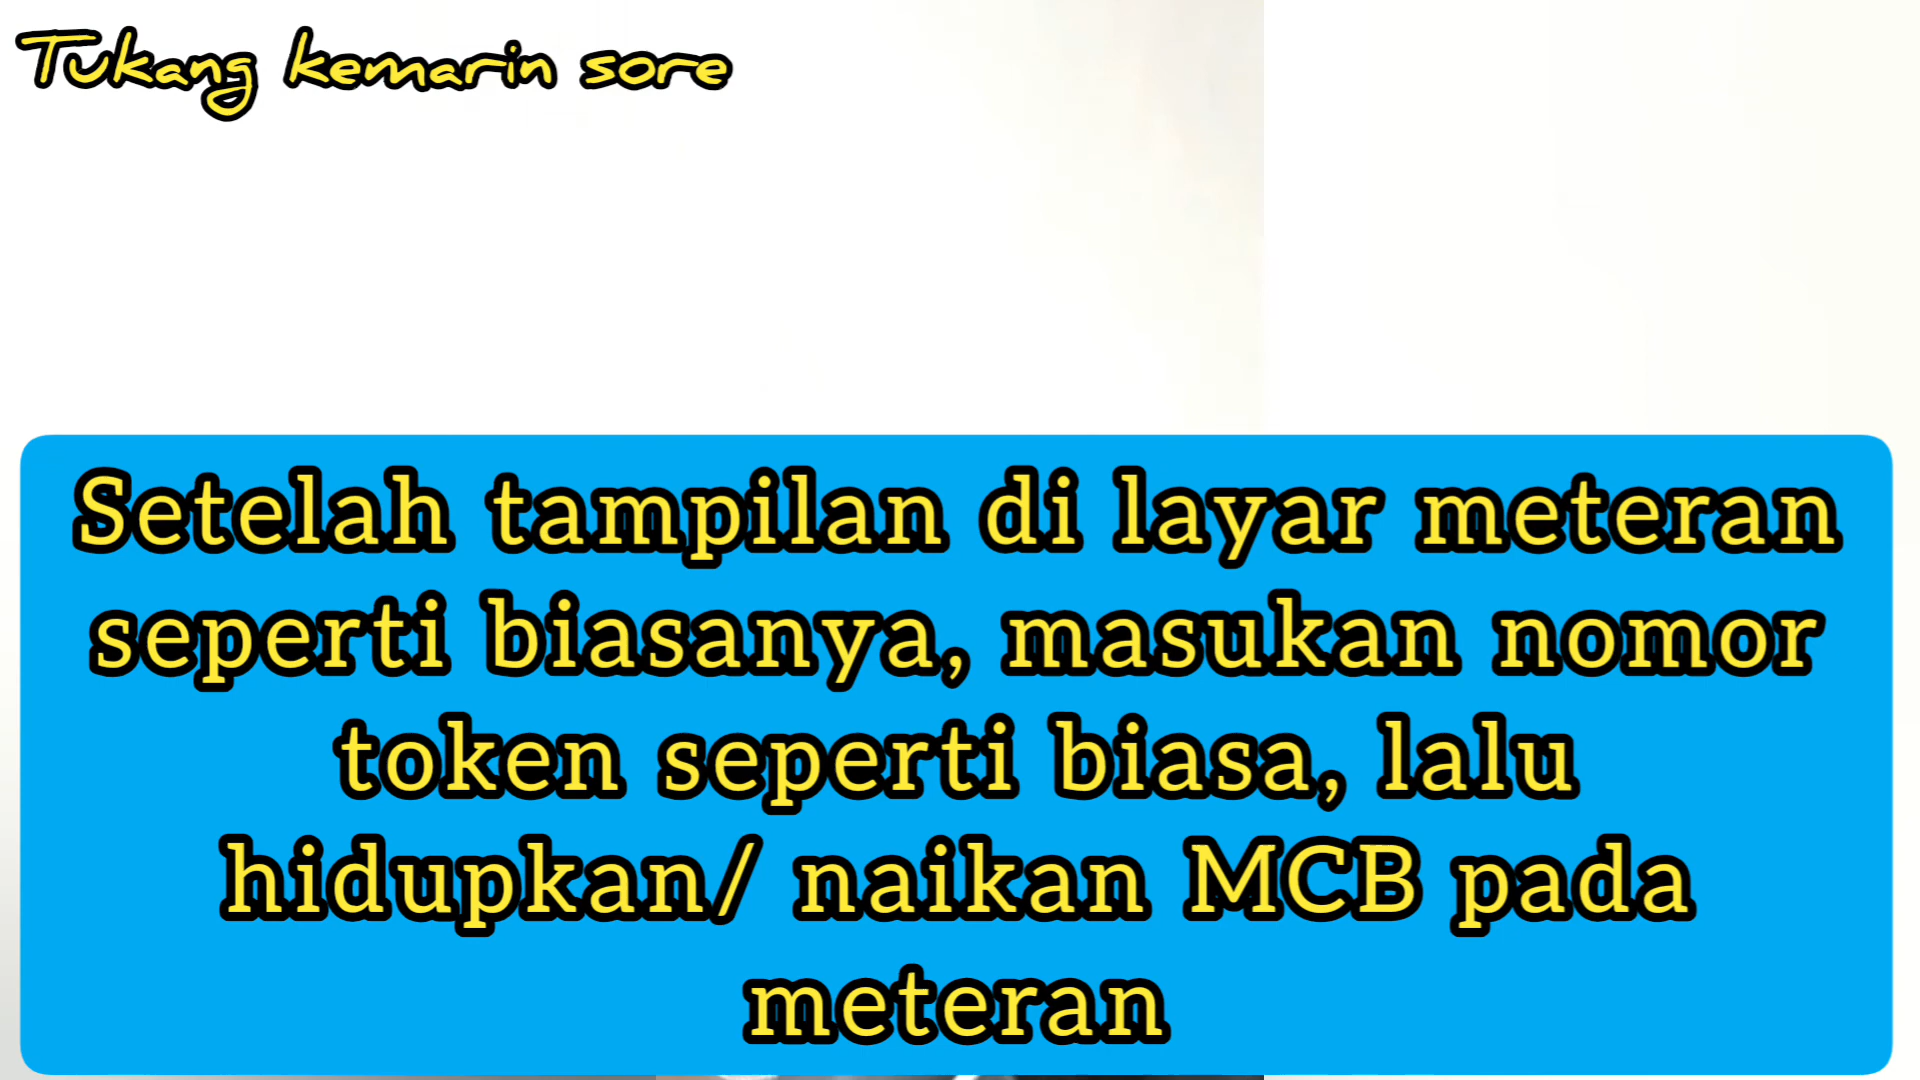 Tukang kemarin sore
Setelah tampilan di layar meteran
seperti biasanya, masukan nomor
token seperti biasa, lalu
hidupkan/ naikan MCB pada
meteran